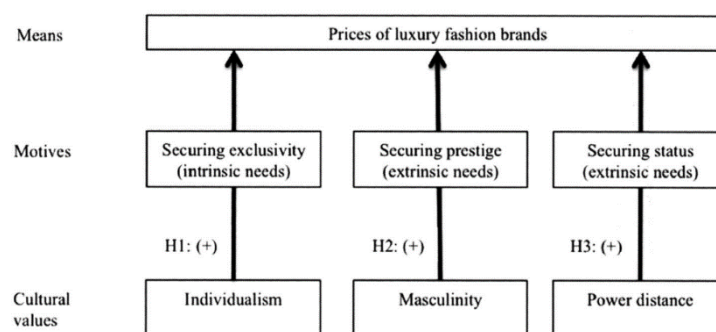 Means
Prices of luxury fashion brands
Motives
Securing exclusivity
(intrinsic needs)
Securing prestige
(extrinsic needs)
Securing status
(extrinsic needs)
H1: (+)
H2: (+)
H3: (+)
Cultural
values
Individualism
Masculinity
Power distance